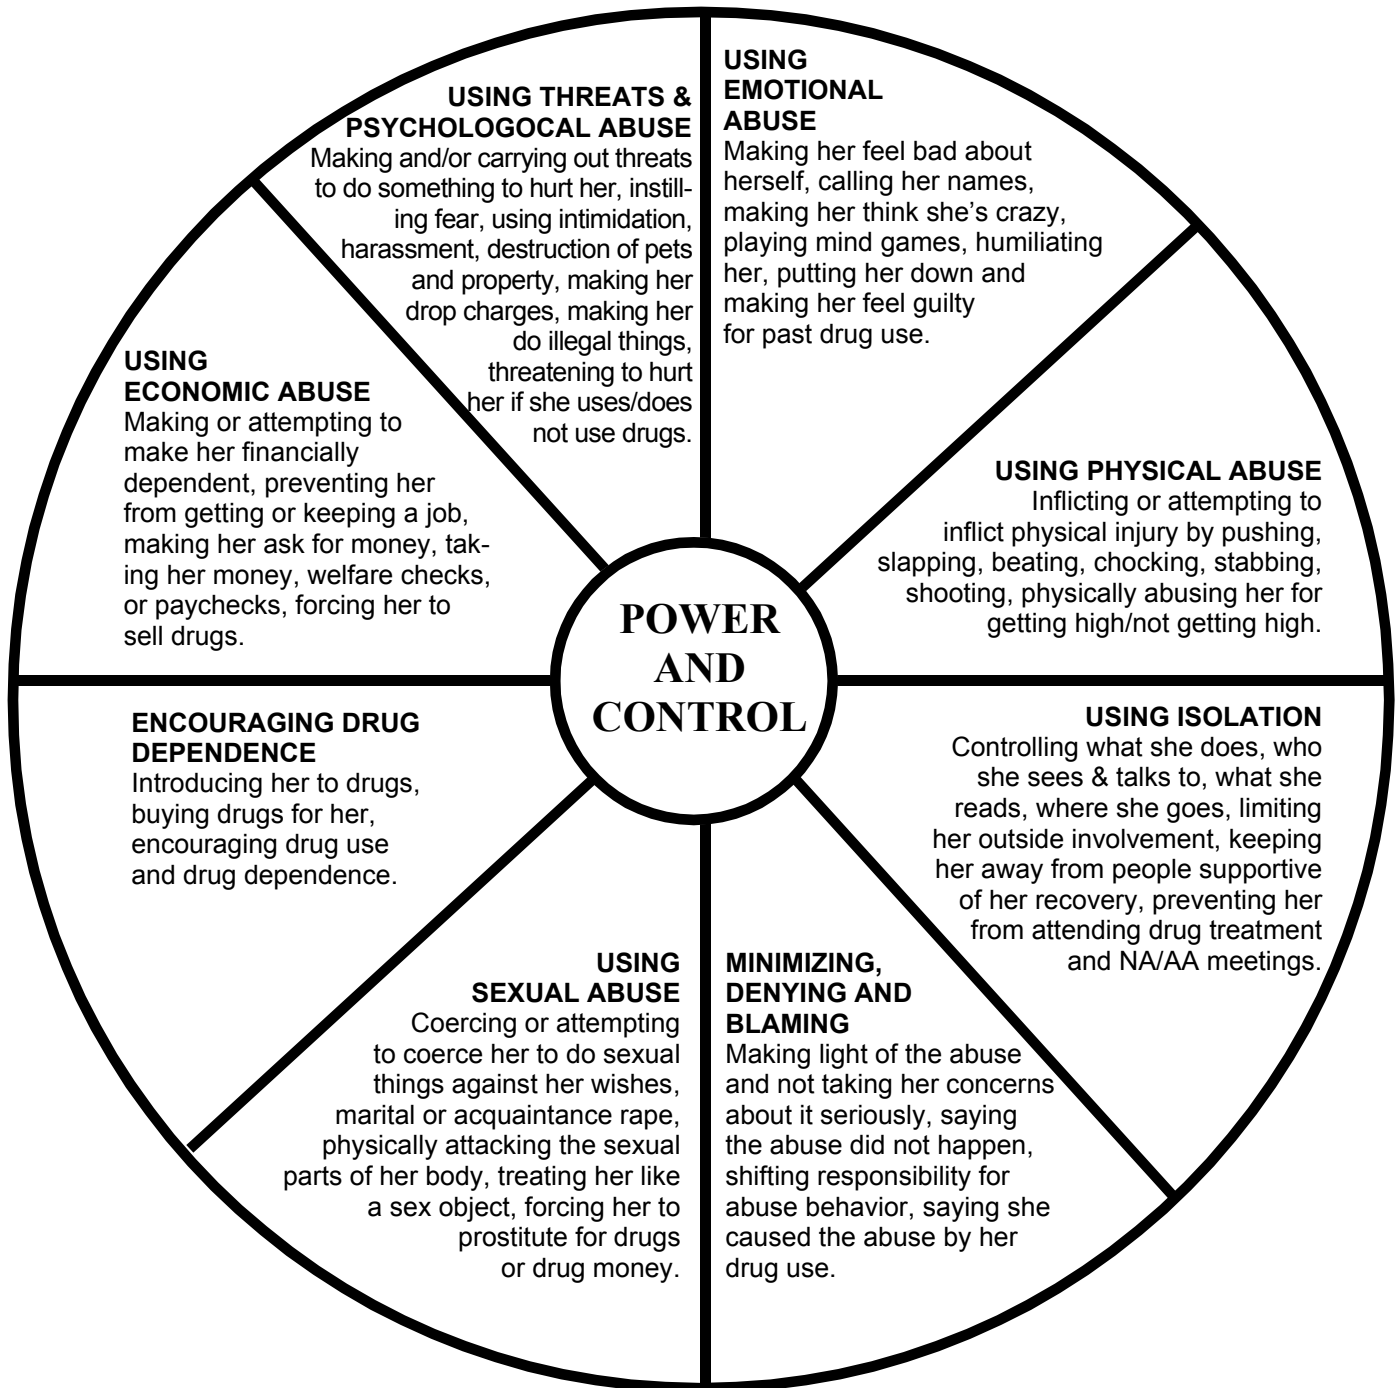 USING THREATS &
PSYCHOLOGOCAL ABUSE
Making and/or carrying out threats
to do something to hurt her, instill-
ing fear, using intimidation,
harassment, destruction of pets
and property, making her
drop charges, making her
do illegal things,
threatening to hurt
her if she uses/does
not use drugs.
USING
EMOTIONAL
ABUSE
Making her feel bad about
herself, calling her names,
making her think she’s crazy,
playing mind games, humiliating
her, putting her down and
making her feel guilty
for past drug use.
USING
ECONOMIC ABUSE
Making or attempting to
make her financially
dependent, preventing her
from getting or keeping a job,
making her ask for money, tak-
ing her money, welfare checks,
or paychecks, forcing her to
sell drugs.
USING PHYSICAL ABUSE
Inflicting or attempting to
inflict physical injury by pushing,
slapping, beating, chocking, stabbing,
shooting, physically abusing her for
getting high/not getting high.
POWER
AND
CONTROL
ENCOURAGING DRUG
DEPENDENCE
Introducing her to drugs,
buying drugs for her,
encouraging drug use
and drug dependence.
USING ISOLATION
Controlling what she does, who
she sees & talks to, what she
reads, where she goes, limiting
her outside involvement, keeping
her away from people supportive
of her recovery, preventing her
from attending drug treatment
and NA/AA meetings.
USING
SEXUAL ABUSE
Coercing or attempting
to coerce her to do sexual
things against her wishes,
marital or acquaintance rape,
physically attacking the sexual
parts of her body, treating her like
a sex object, forcing her to
prostitute for drugs
or drug money.
MINIMIZING,
DENYING AND
BLAMING
Making light of the abuse
and not taking her concerns
about it seriously, saying
the abuse did not happen,
shifting responsibility for
abuse behavior, saying she
caused the abuse by her
drug use.